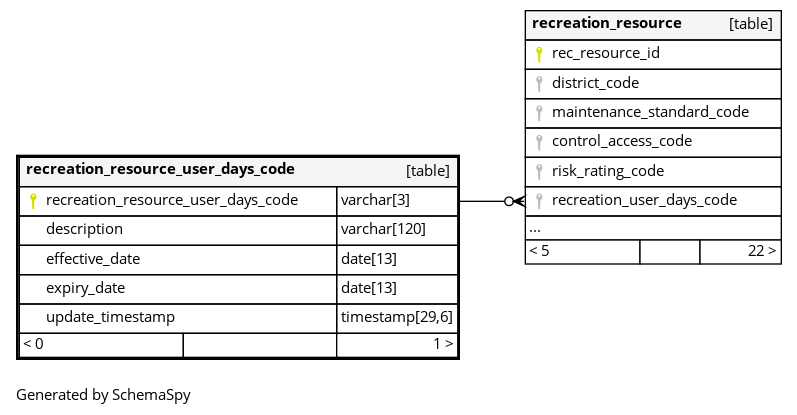 recreation_resource [table]
rec_resource_id
district_code
maintenance_standard_code
control_access_code
risk_rating_code
recreation_user_days_code
...
< 5 22 >
recreation_resource_user_days_code [table]
recreation_resource_user_days_code varchar[3]
description varchar[120]
effective_date date[13]
expiry_date date[13]
update_timestamp timestamp[29,6]
< 0 1 >
Generated by SchemaSpy